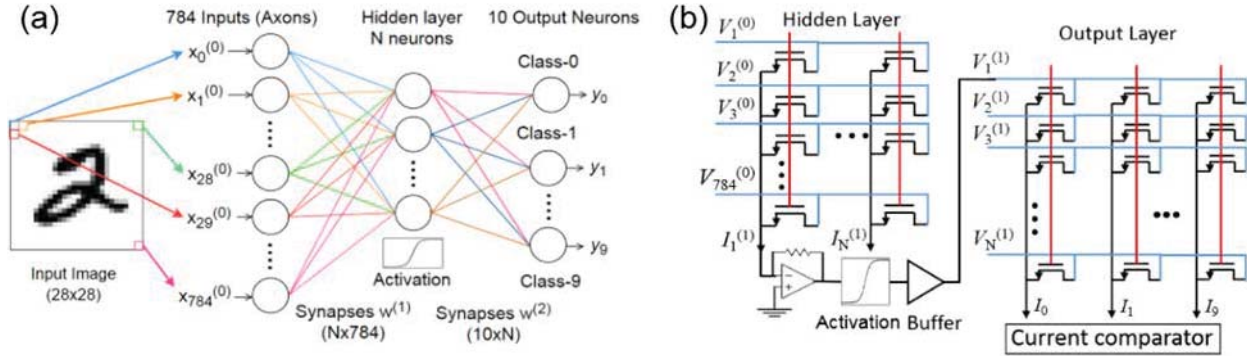 (a)
784 Inputs (Axons)
Hidden layer
N neurons
10 Output Neurons
x0(0)
x1(0)
x28(0)
x29(0)
x784(0)
Class-0
Class-1
Class-9
y0
y1
y9
Input Image
(28x28)
Activation
Synapses w(1)
(Nx784)
Synapses w(2)
(10xN)
(b)
Hidden Layer
V1(0)
V2(0)
V3(0)
V784(0)
I1(1)
IN(1)
Activation Buffer
Output Layer
V1(1)
V2(1)
V3(1)
VN(1)
I0
I1
I9
Current comparator